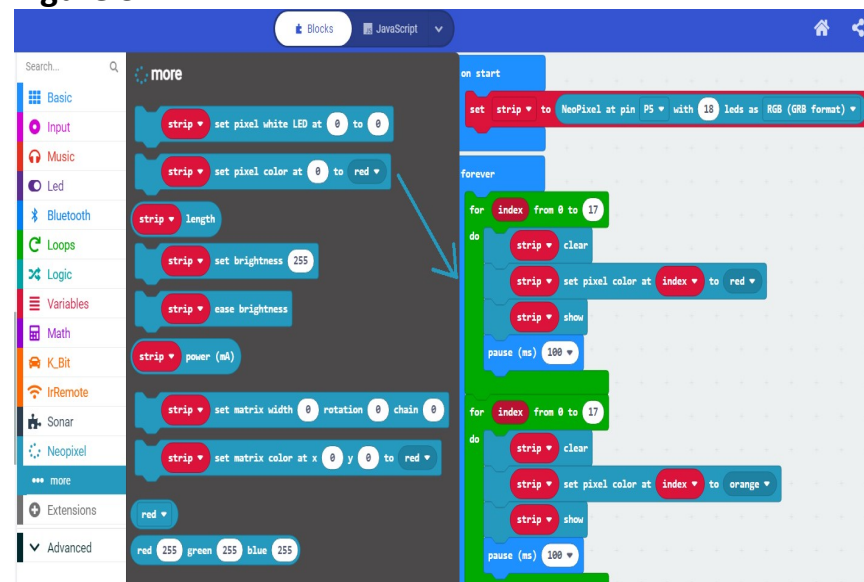 Blocks
JavaScript
Search...
Basic
Input
Music
Led
Bluetooth
Loops
Logic
Variables
Math
K_Bit
IrRemote
Sonar
Neopixel
more
Extensions
Advanced
more
strip set pixel white LED at 0 to 0
strip set pixel color at 0 to red
strip length
strip set brightness 255
strip ease brightness
strip power (mA)
strip set matrix width 0 rotation 0 chain 0
strip set matrix color at x 0 y 0 to red
red
red 255 green 255 blue 255
on start
set strip to NeoPixel at pin P5 with 18 leds as RGB (GRB format)
forever
for index from 0 to 17
do
strip clear
strip set pixel color at index to red
strip show
pause (ms) 100
for index from 0 to 17
do
strip clear
strip set pixel color at index to orange
strip show
pause (ms) 100